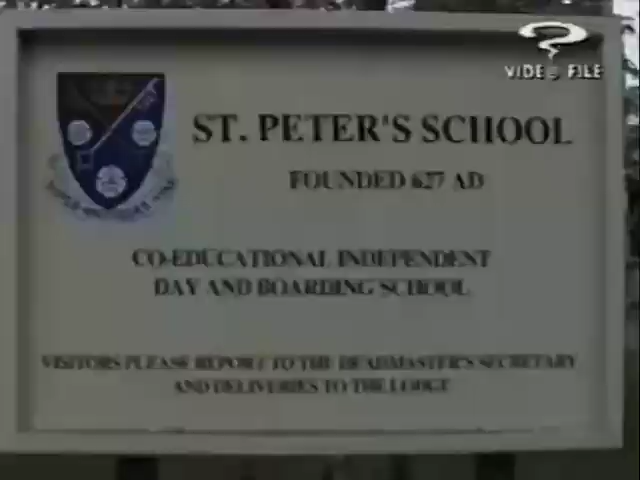 ?
VIDEO FILE
ST. PETER'S SCHOOL
FOUNDED 627 AD
CO-EDUCATIONAL INDEPENDENT
DAY AND BOARDING SCHOOL
VISITORS PLEASE REPORT TO THE HEADMASTER'S SECRETARY
AND DELIVERIES TO THE LODGE